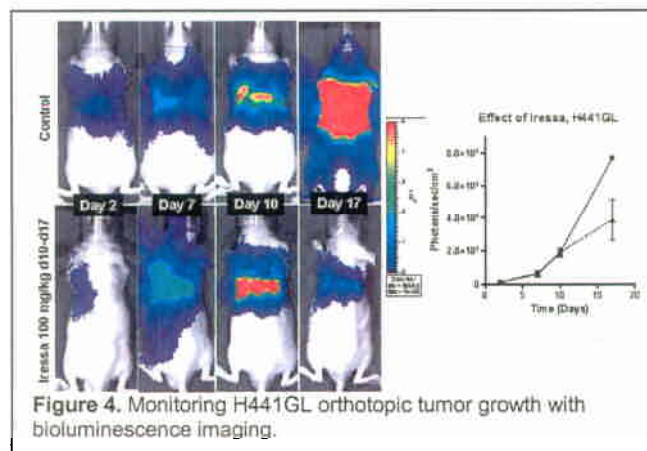 Control
Day 2
Day 7
Day 10
Day 17
Iressa 100 mg/kg d10-d17
Effect of Iressa, H441GL
Photons/sec/cm²
0
0
5
10
15
20
Time (Days)
Figure 4. Monitoring H441GL orthotopic tumor growth with
bioluminescence imaging.